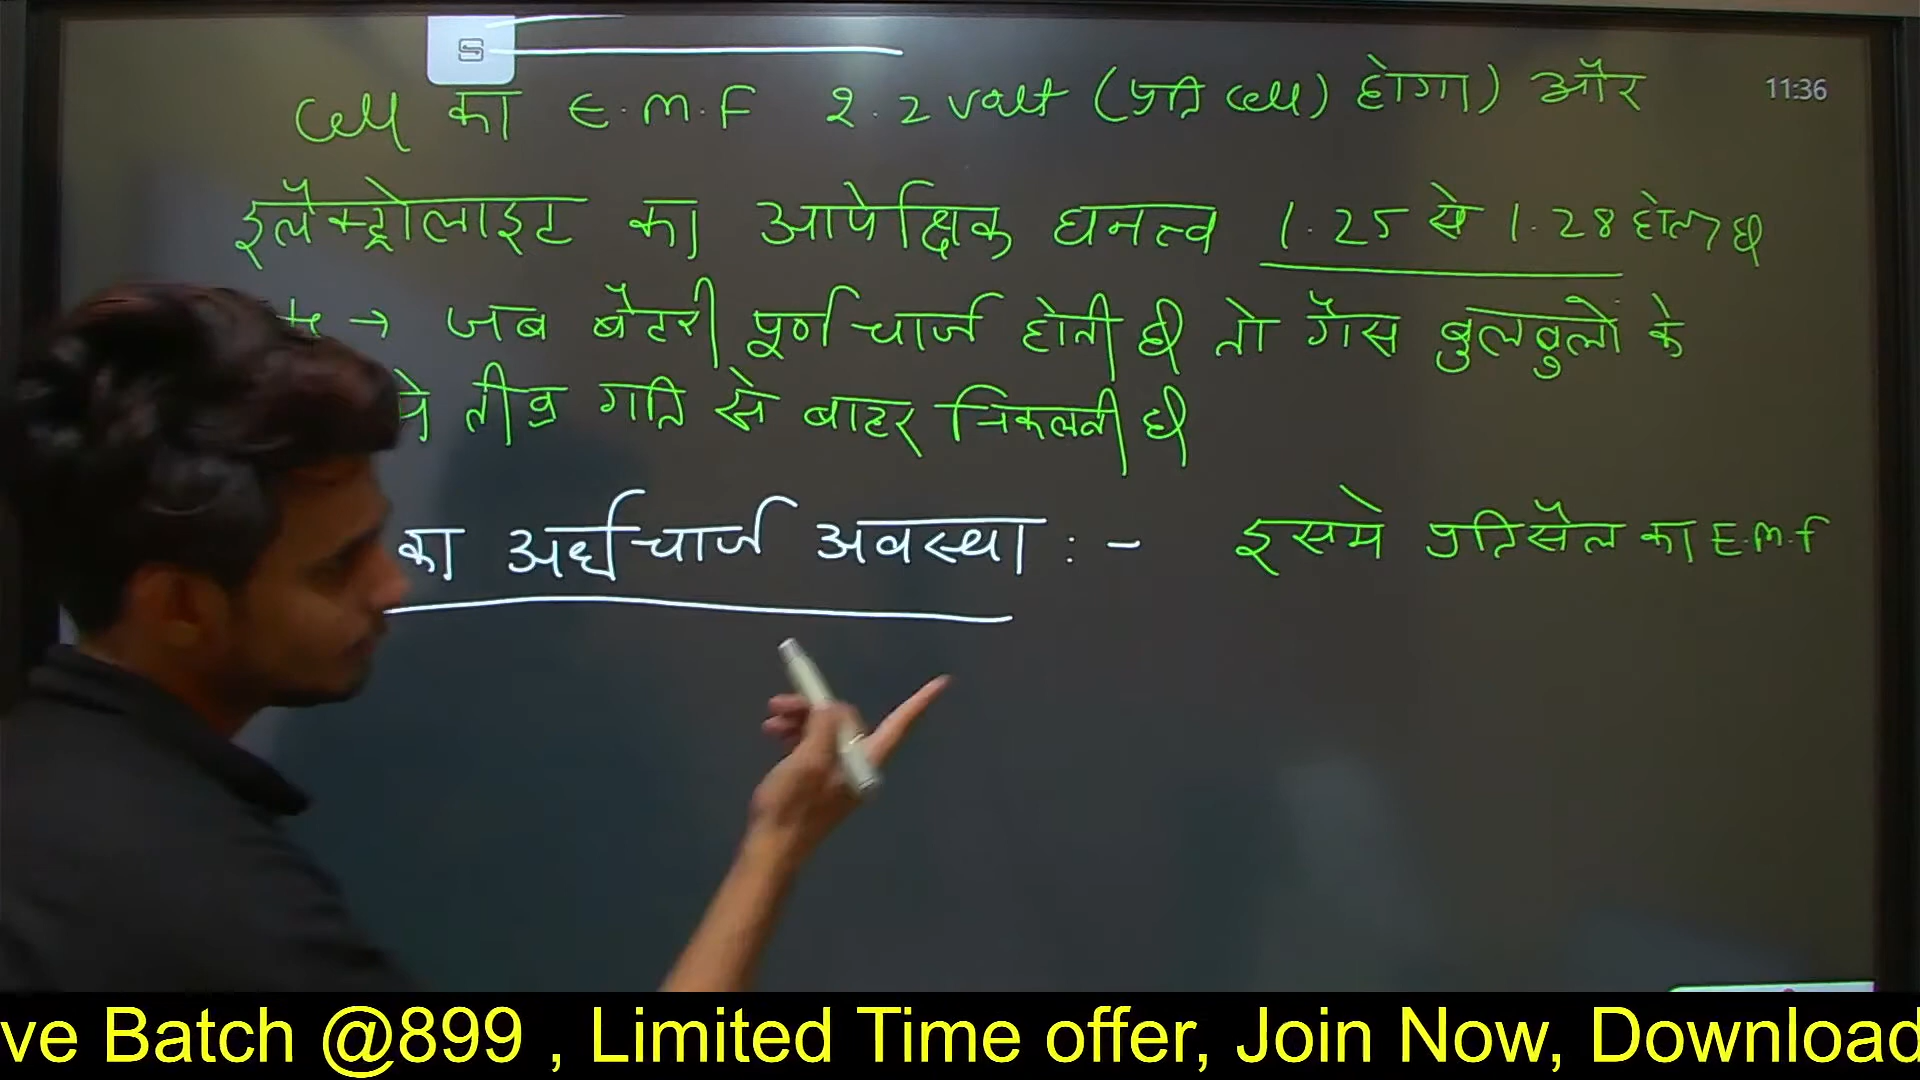 Cell का E.M.F 2.2 volt (प्रति Cell) होगा) और
11:36
इलैक्ट्रोलाइट का आपेक्षिक घनत्व 1.25 से 1.28 होता है
→ जब बैटरी पूर्ण चार्ज होती है तो गैस बुलबुलों के
तीव्र गति से बाहर निकलती है
का अर्धचार्ज अवस्था :- इसमे प्रतिसैल का E.M.F
ve Batch @899 , Limited Time offer, Join Now, Download